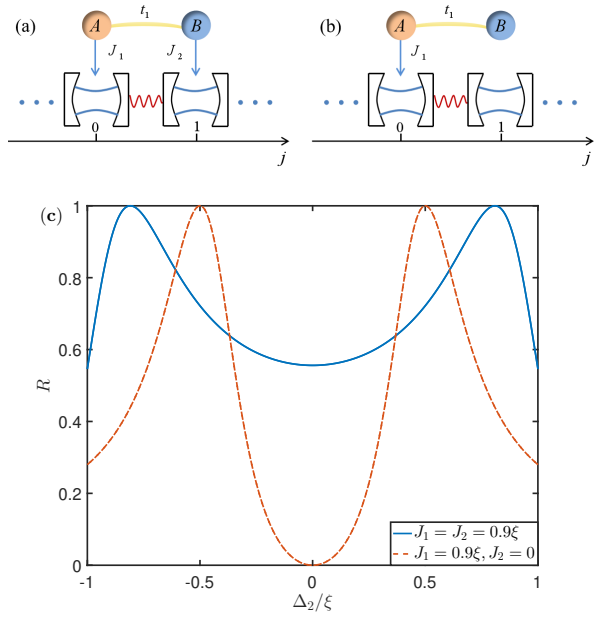 (a)
A
t₁
B
J₁
J₂
0
1
j
(b)
A
t₁
B
J₁
0
1
j
(c)
1
0.8
0.6
0.4
0.2
0
R
-1
-0.5
0
0.5
1
Δ₂/ξ
J₁ = J₂ = 0.9ξ
J₁ = 0.9ξ, J₂ = 0